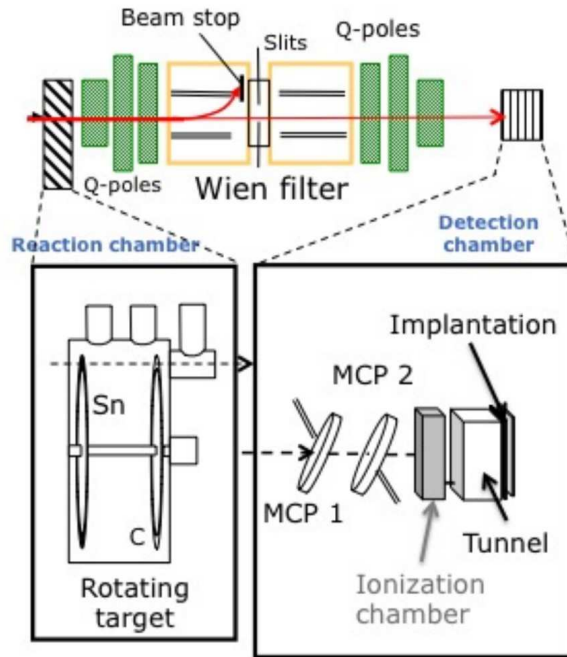 Beam stop
Slits
Q-poles
Q-poles
Wien filter
Reaction chamber
Detection
chamber
Sn
C
Rotating
target
Implantation
MCP 2
MCP 1
Tunnel
Ionization
chamber